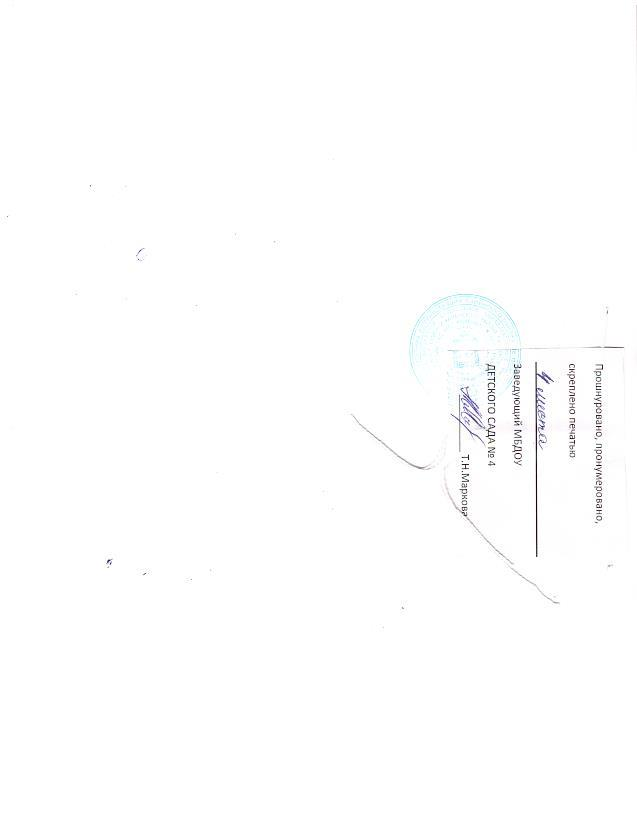 Прошнуровано, пронумеровано,
скреплено печатью
4 листа
Заведующий МБДОУ
ДЕТСКОГО САДА № 4
Т.Н.Маркова